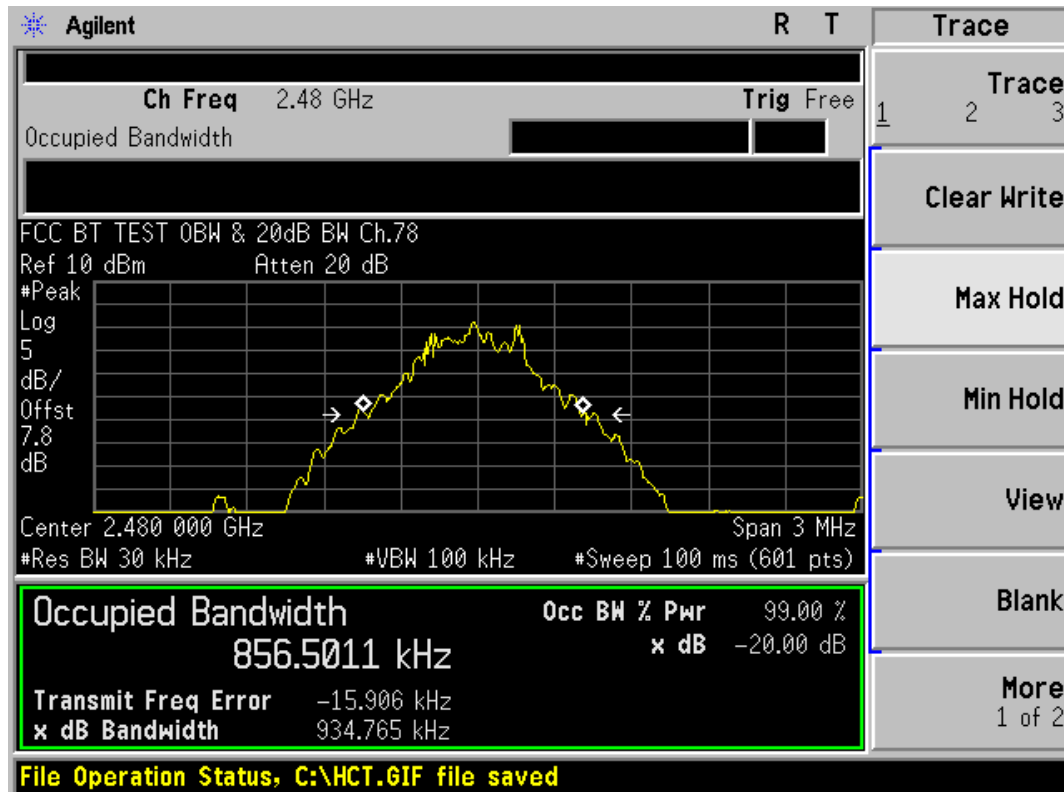 Agilent R T Trace
Ch Freq 2.48 GHz Trig Free
Occupied Bandwidth
FCC BT TEST OBW & 20dB BW Ch.78
Ref 10 dBm Atten 20 dB
#Peak
Log
5
dB/
Offst
7.8
dB
Center 2.480 000 GHz Span 3 MHz
#Res BW 30 kHz #VBW 100 kHz #Sweep 100 ms (601 pts)
Occupied Bandwidth Occ BW % Pwr 99.00 %
856.5011 kHz x dB -20.00 dB
Transmit Freq Error -15.906 kHz
x dB Bandwidth 934.765 kHz
File Operation Status, C:\HCT.GIF file saved
Trace
1 2 3
Clear Write
Max Hold
Min Hold
View
Blank
More
1 of 2